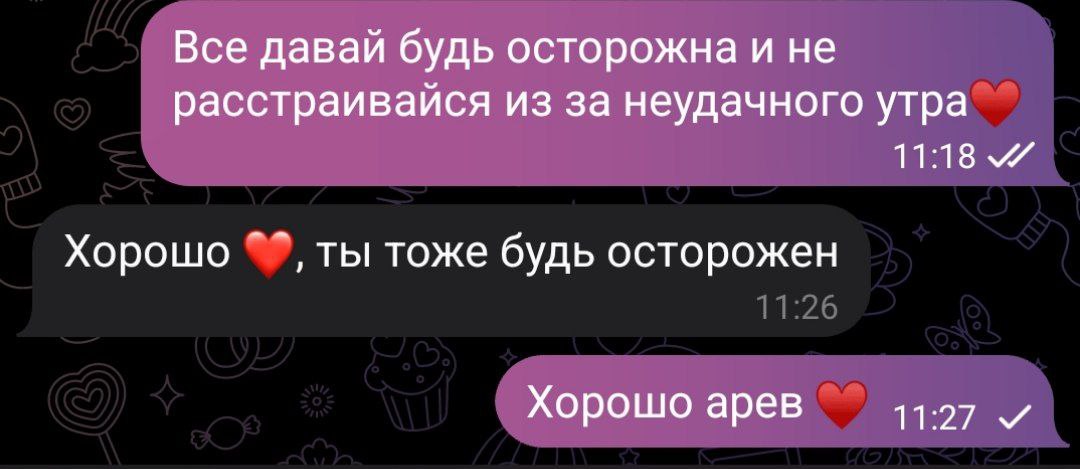 Все давай будь осторожна и не
расстраивайся из за неудачного утра♥️
11:18
Хорошо ❤️, ты тоже будь осторожен
11:26
Хорошо арев ♥️ 11:27